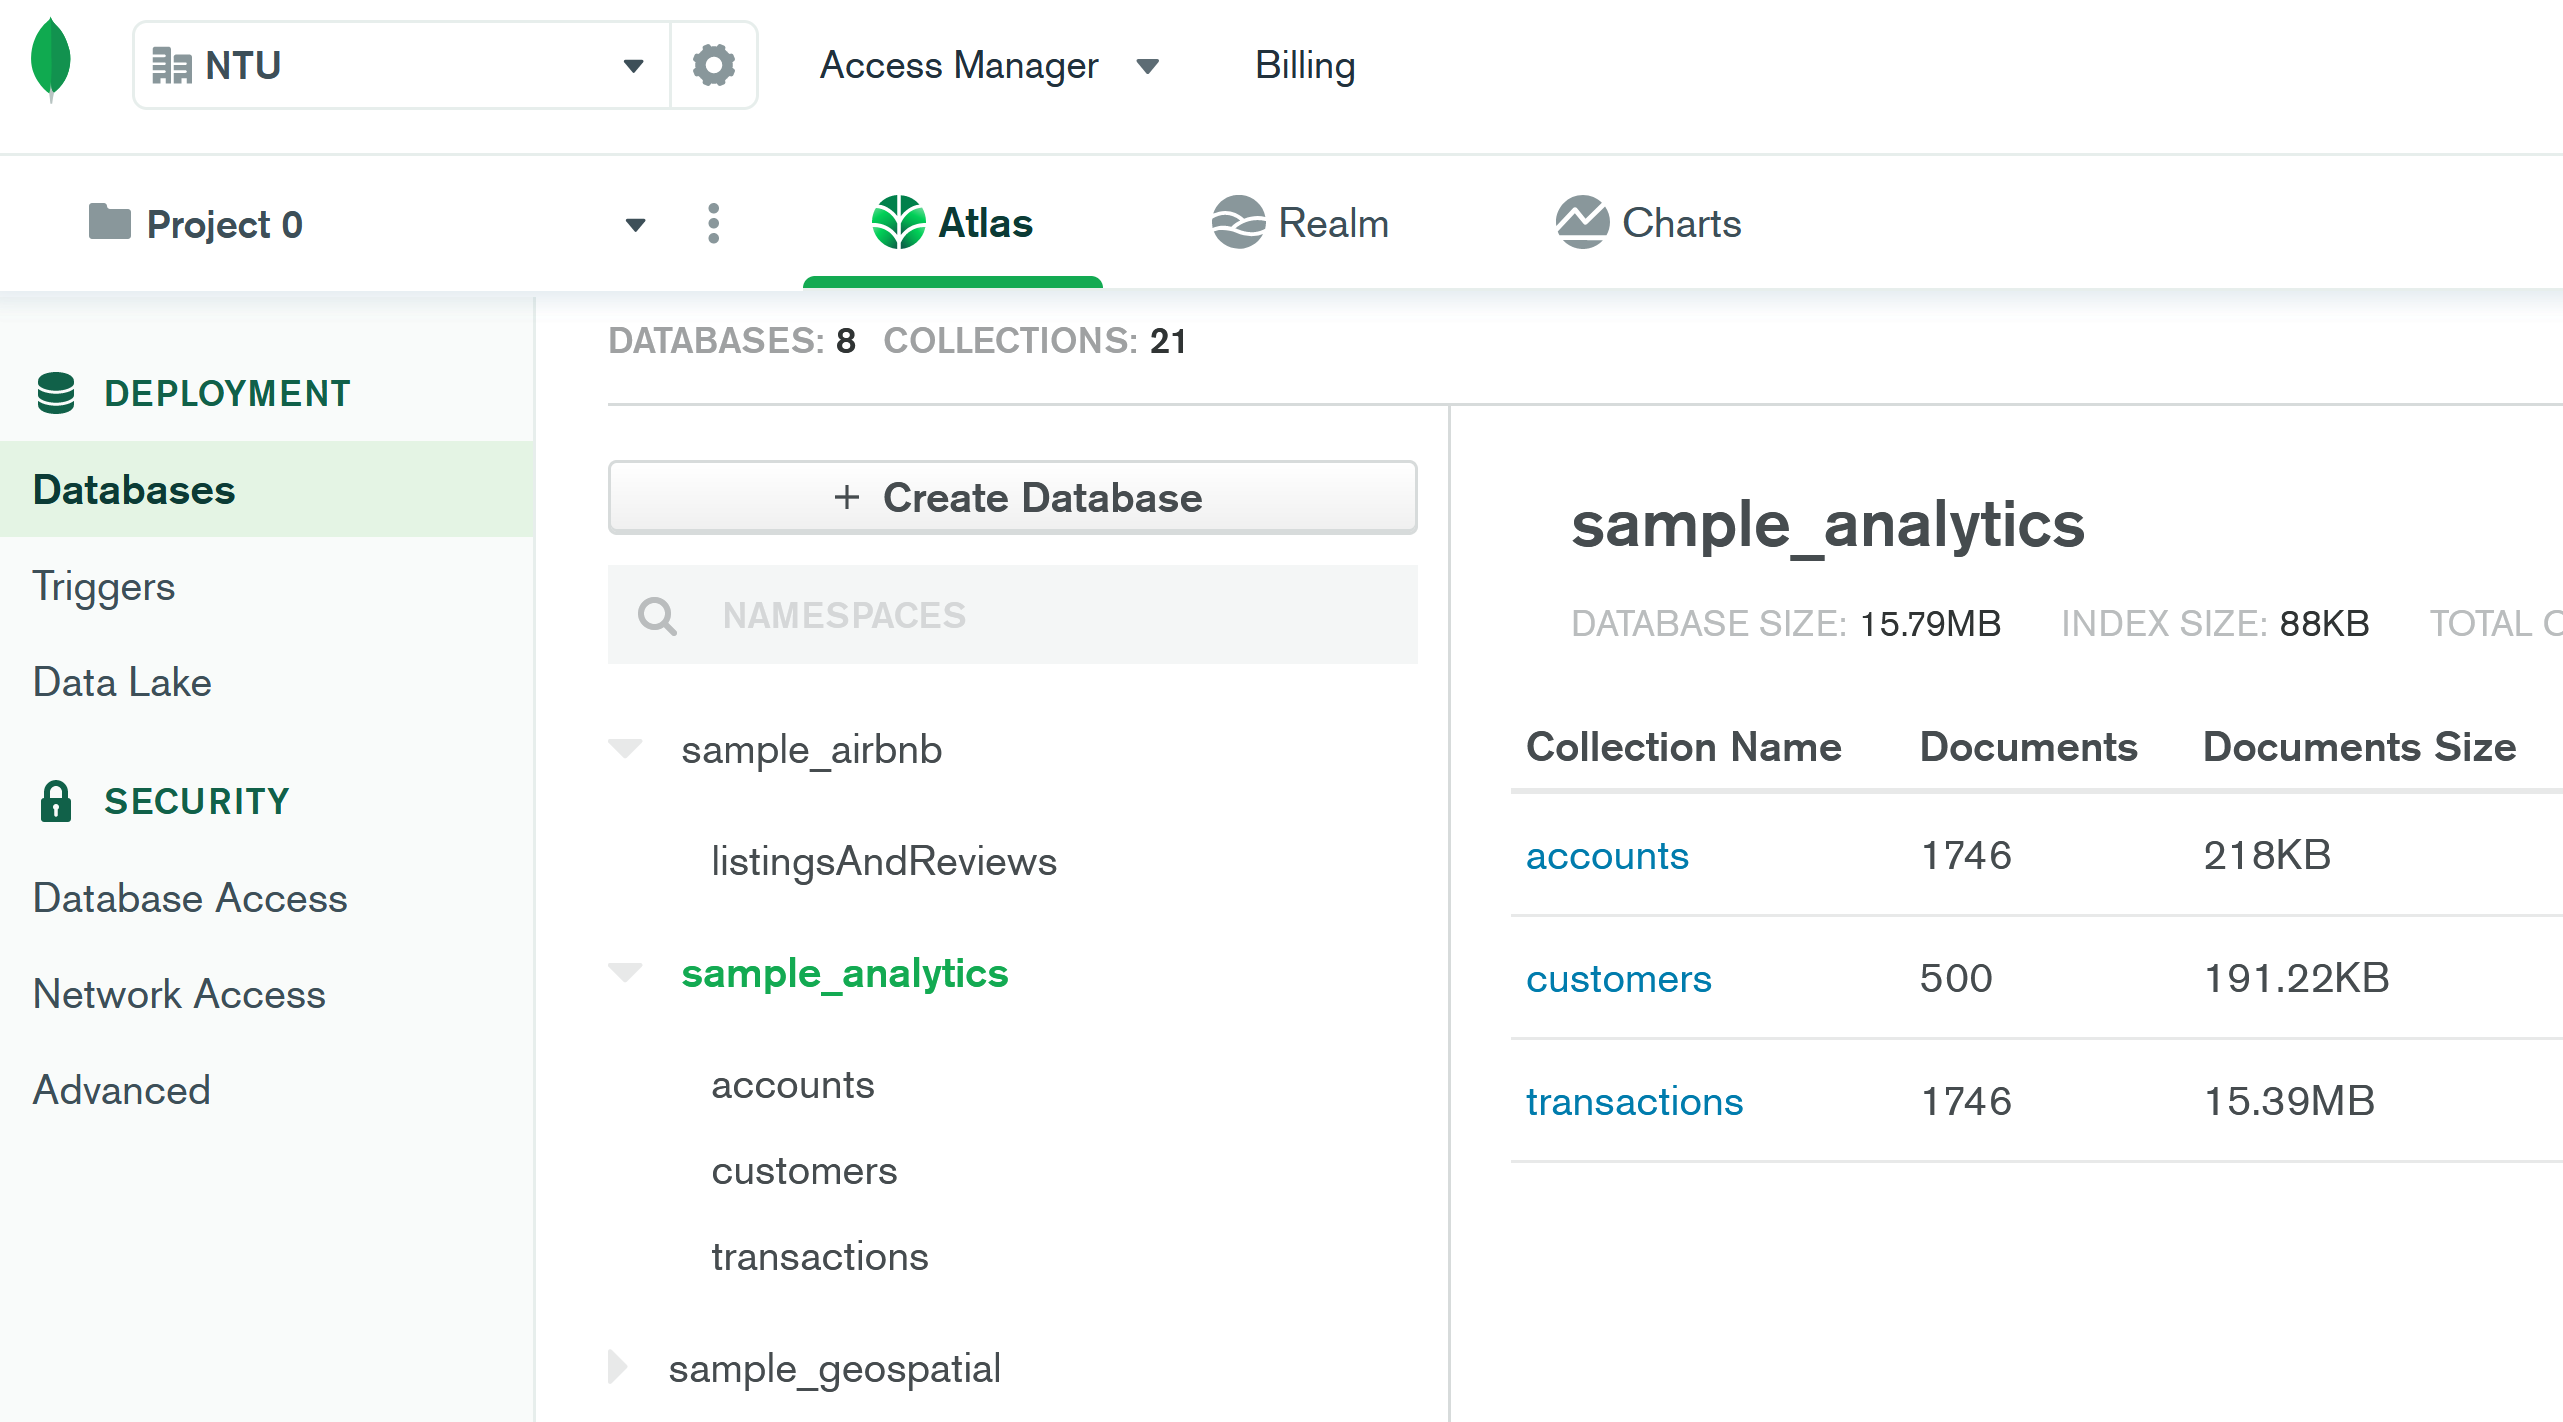 NTU
Access Manager
Billing
Project 0
Atlas
Realm
Charts
DEPLOYMENT
Databases
Triggers
Data Lake
SECURITY
Database Access
Network Access
Advanced
DATABASES: 8 COLLECTIONS: 21
+ Create Database
NAMESPACES
sample_airbnb
listingsAndReviews
sample_analytics
accounts
customers
transactions
sample_geospatial
sample_analytics
DATABASE SIZE: 15.79MB INDEX SIZE: 88KB TOTAL
Collection Name Documents Documents Size
accounts 1746 218KB
customers 500 191.22KB
transactions 1746 15.39MB